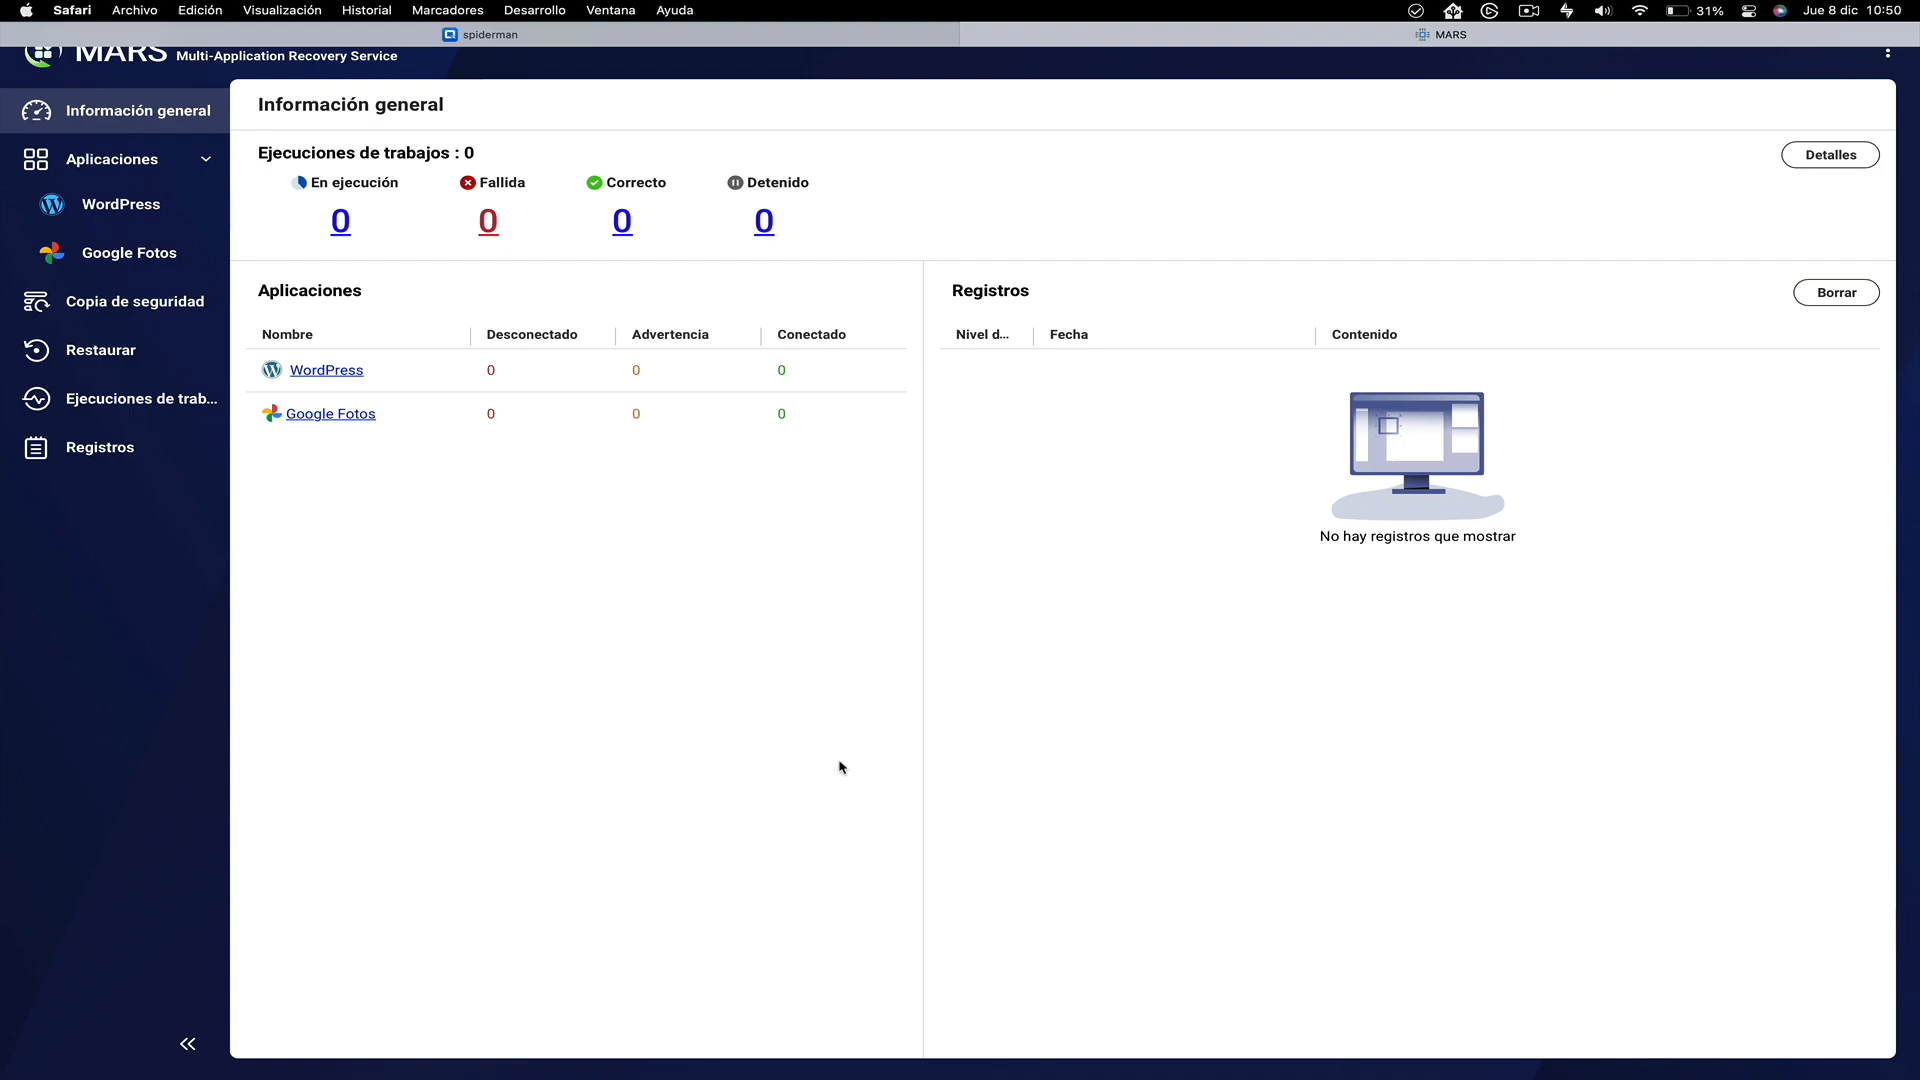 Safari Archivo Edición Visualización Historial Marcadores Desarrollo Ventana Ayuda 31% Jue 8 dic 10:50
spiderman MARS
MARS Multi-Application Recovery Service
Información general
Aplicaciones
WordPress
Google Fotos
Copia de seguridad
Restaurar
Ejecuciones de trab...
Registros
Información general
Ejecuciones de trabajos : 0 Detalles
En ejecución Fallida Correcto Detenido
0 0 0 0
Aplicaciones
Nombre Desconectado Advertencia Conectado
WordPress 0 0 0
Google Fotos 0 0 0
Registros Borrar
Nivel d... Fecha Contenido
No hay registros que mostrar